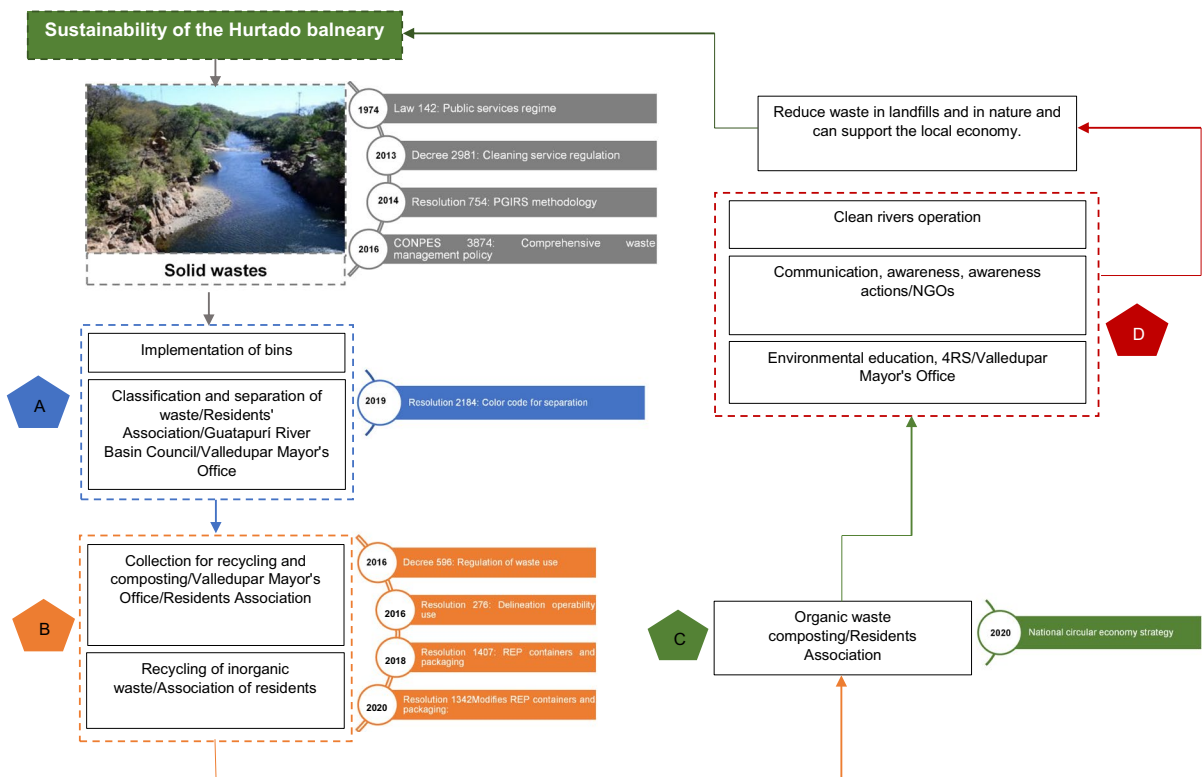 Sustainability of the Hurtado balneary
1974
Law 142: Public services regime
2013
Decree 2981: Cleaning service regulation
2014
Resolution 754: PGIRS methodology
2016
CONPES 3874: Comprehensive waste
management policy
Solid wastes
A
Implementation of bins
Classification and separation of
waste/Residents'
Association/Guatapurí River
Basin Council/Valledupar Mayor's
Office
2019
Resolution 2184: Color code for separation
B
Collection for recycling and
composting/Valledupar Mayor's
Office/Residents Association
Recycling of inorganic
waste/Association of residents
2016
Decree 596: Regulation of waste use
2016
Resolution 276: Delineation operability
use
2018
Resolution 1407: REP containers and
packaging
2020
Resolution 1342Modifies REP containers and
packaging:
C
Organic waste
composting/Residents
Association
2020
National circular economy strategy
D
Clean rivers operation
Communication, awareness, awareness
actions/NGOs
Environmental education, 4RS/Valledupar
Mayor's Office
Reduce waste in landfills and in nature and
can support the local economy.